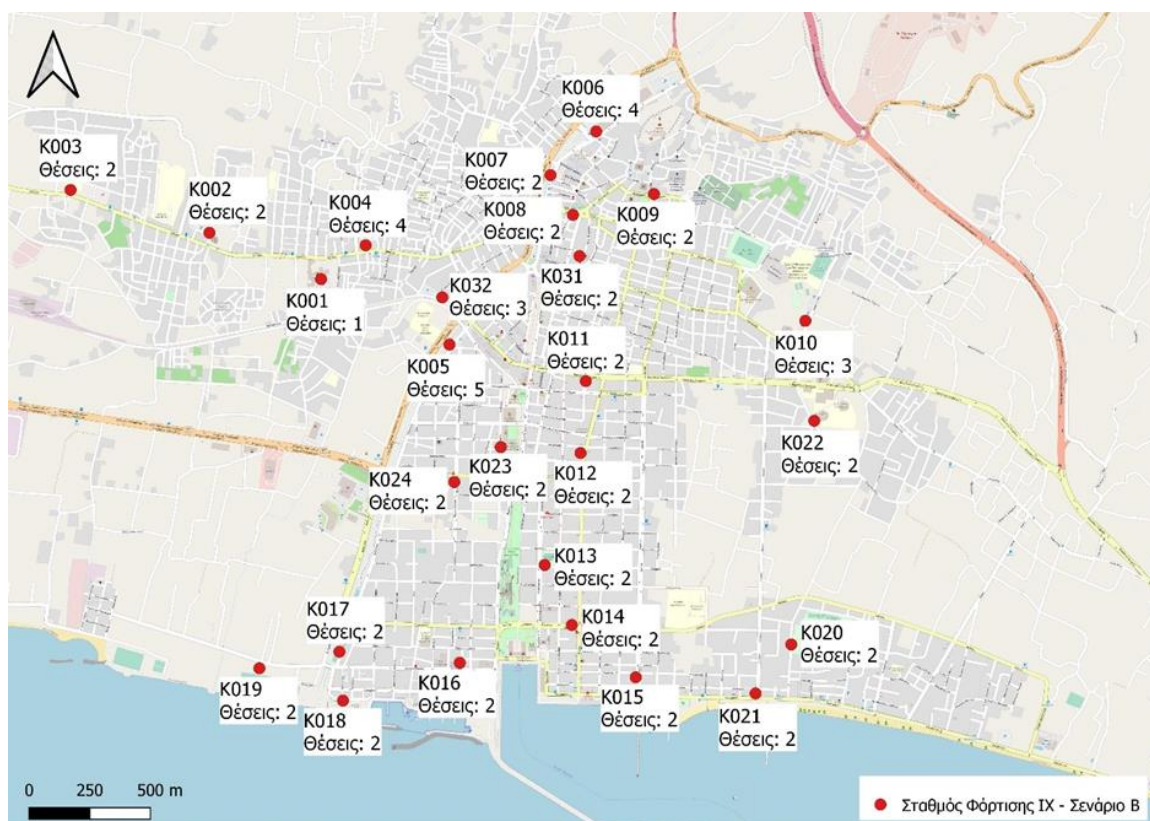 K006
Θέσεις: 4
K003
Θέσεις: 2
K007
Θέσεις: 2
K002
Θέσεις: 2
K004
Θέσεις: 4
K008
Θέσεις: 2
K009
Θέσεις: 2
K001
Θέσεις: 1
K032
Θέσεις: 3
K031
Θέσεις: 2
K005
Θέσεις: 5
K011
Θέσεις: 2
K010
Θέσεις: 3
K022
Θέσεις: 2
K024
Θέσεις: 2
K023
Θέσεις: 2
K012
Θέσεις: 2
K013
Θέσεις: 2
K017
Θέσεις: 2
K014
Θέσεις: 2
K020
Θέσεις: 2
K019
Θέσεις: 2
K018
Θέσεις: 2
K016
Θέσεις: 2
K015
Θέσεις: 2
K021
Θέσεις: 2
0 250 500 m
Σταθμός Φόρτισης ΙΧ - Σενάριο Β